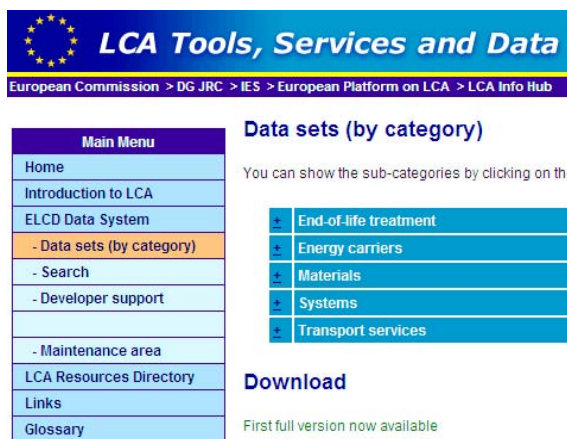 LCA Tools, Services and Data
European Commission > DG JRC > IES > European Platform on LCA > LCA Info Hub
Main Menu
Home
Introduction to LCA
ELCD Data System
- Data sets (by category)
- Search
- Developer support
- Maintenance area
LCA Resources Directory
Links
Glossary
Data sets (by category)
You can show the sub-categories by clicking on th
+ End-of-life treatment
+ Energy carriers
+ Materials
+ Systems
+ Transport services
Download
First full version now available